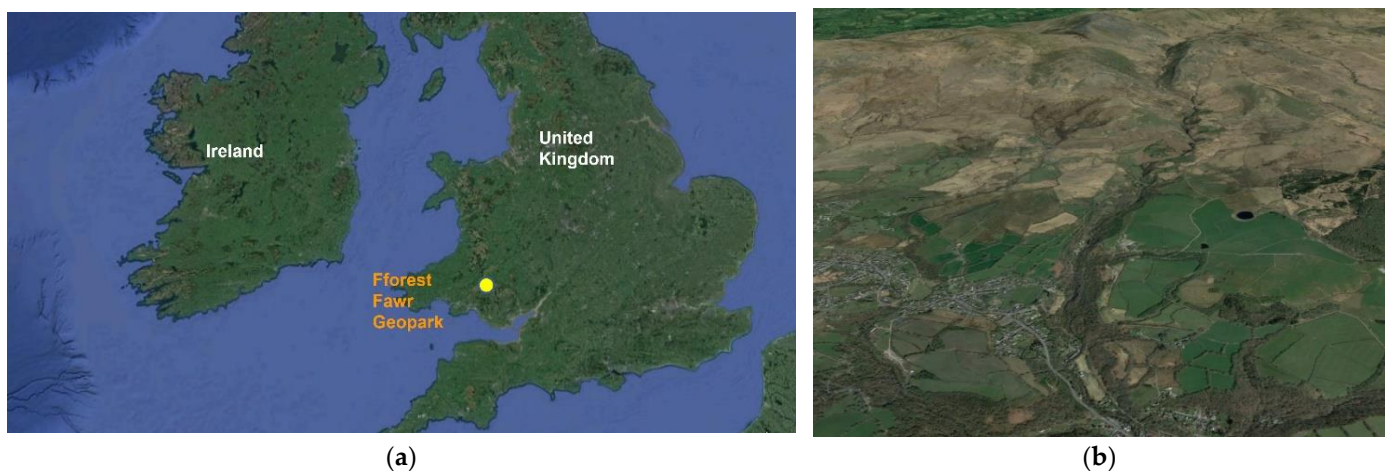 Ireland
United
Kingdom
Fforest
Fawr
Geopark
(a)
(b)